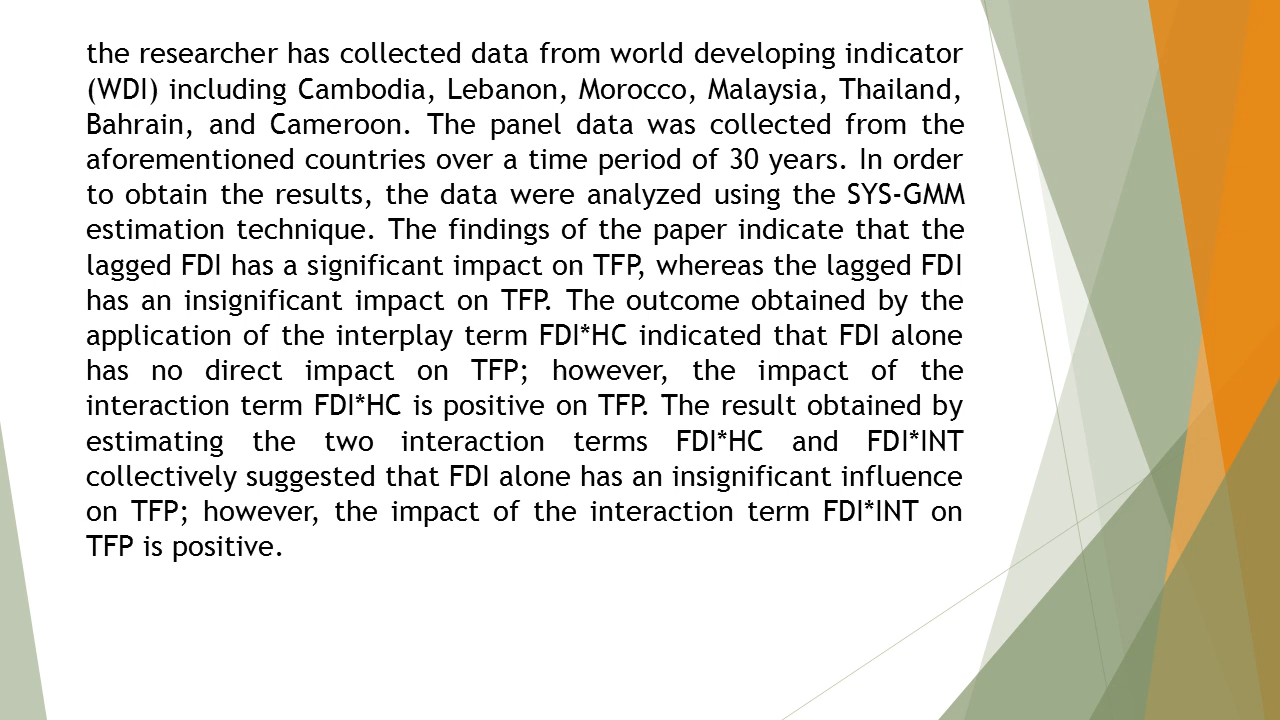 the researcher has collected data from world developing indicator
(WDI) including Cambodia, Lebanon, Morocco, Malaysia, Thailand,
Bahrain, and Cameroon. The panel data was collected from the
aforementioned countries over a time period of 30 years. In order
to obtain the results, the data were analyzed using the SYS-GMM
estimation technique. The findings of the paper indicate that the
lagged FDI has a significant impact on TFP, whereas the lagged FDI
has an insignificant impact on TFP. The outcome obtained by the
application of the interplay term FDI*HC indicated that FDI alone
has no direct impact on TFP; however, the impact of the
interaction term FDI*HC is positive on TFP. The result obtained by
estimating the two interaction terms FDI*HC and FDI*INT
collectively suggested that FDI alone has an insignificant influence
on TFP; however, the impact of the interaction term FDI*INT on
TFP is positive.